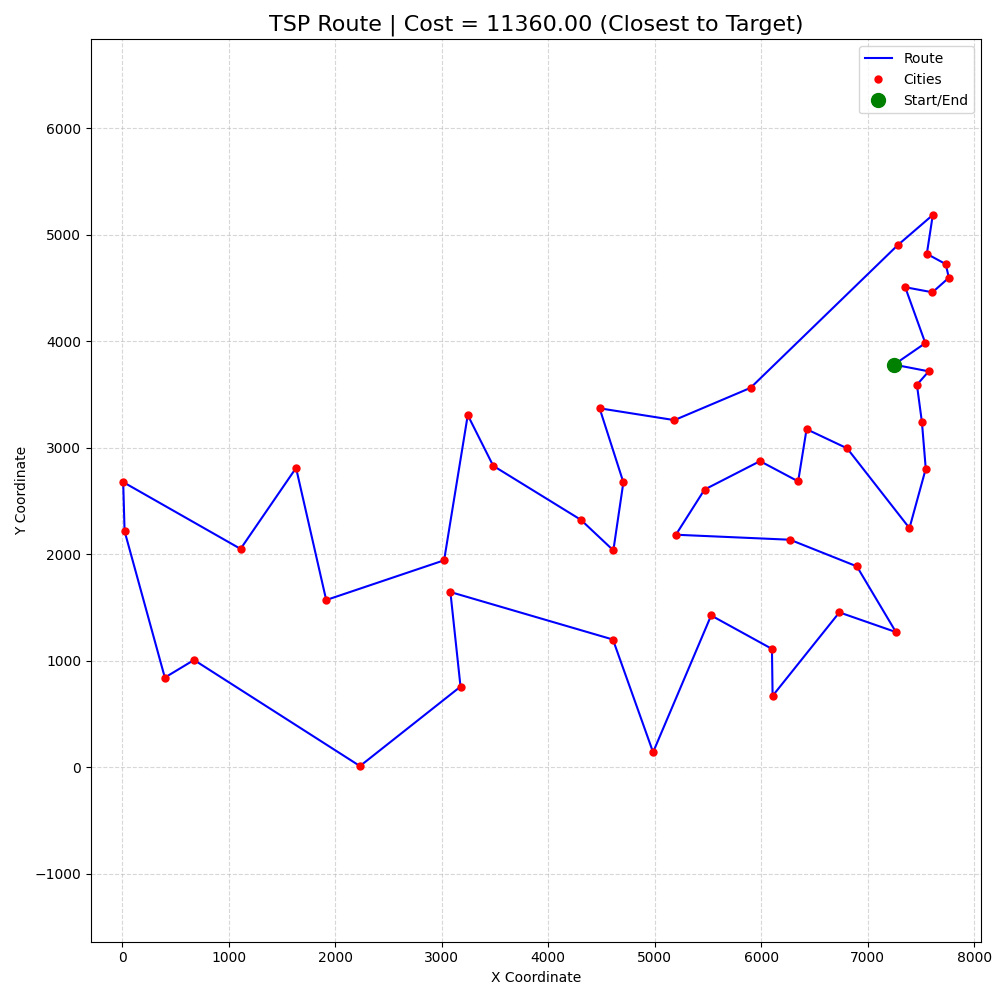 TSP Route | Cost = 11360.00 (Closest to Target)
Route
Cities
Start/End
6000
5000
4000
3000
2000
1000
0
−1000
Y Coordinate
0 1000 2000 3000 4000 5000 6000 7000 8000
X Coordinate